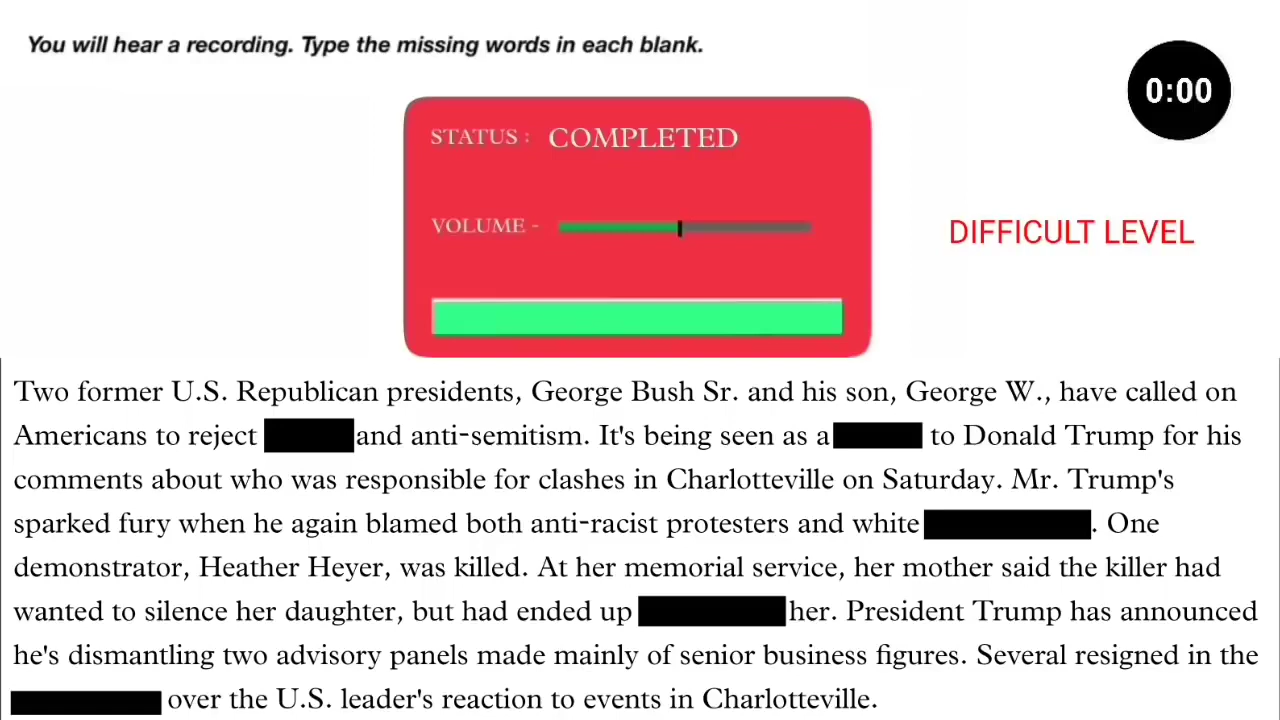 You will hear a recording. Type the missing words in each blank.
0:00
STATUS : COMPLETED
VOLUME -
DIFFICULT LEVEL
Two former U.S. Republican presidents, George Bush Sr. and his son, George W., have called on
Americans to reject and anti-semitism. It's being seen as a to Donald Trump for his
comments about who was responsible for clashes in Charlotteville on Saturday. Mr. Trump's
sparked fury when he again blamed both anti-racist protesters and white . One
demonstrator, Heather Heyer, was killed. At her memorial service, her mother said the killer had
wanted to silence her daughter, but had ended up her. President Trump has announced
he's dismantling two advisory panels made mainly of senior business figures. Several resigned in the
over the U.S. leader's reaction to events in Charlotteville.